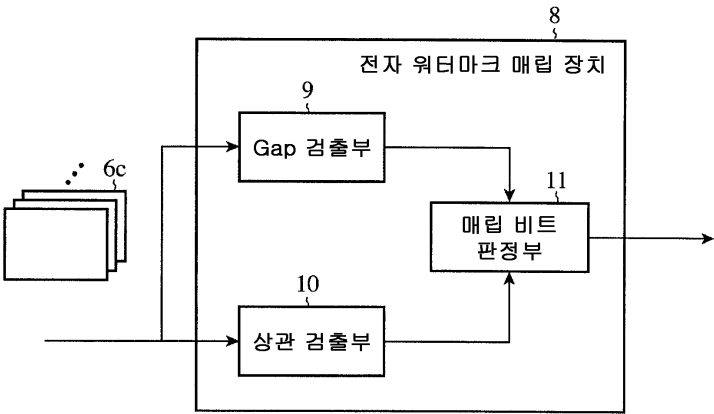 8
전자 워터마크 매립 장치
9
Gap 검출부
6c
11
매립 비트
판정부
10
상관 검출부